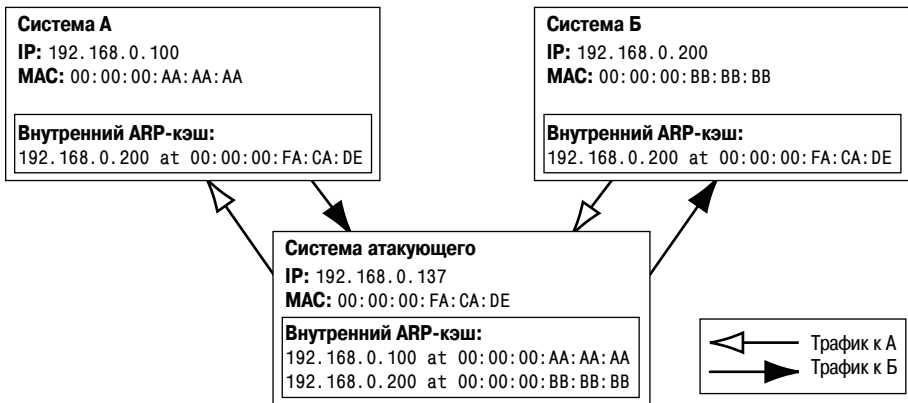 Система А
IP: 192.168.0.100
MAC: 00:00:00:AA:AA:AA
Внутренний ARP-кэш:
192.168.0.200 at 00:00:00:FA:CA:DE
Система Б
IP: 192.168.0.200
MAC: 00:00:00:BB:BB:BB
Внутренний ARP-кэш:
192.168.0.200 at 00:00:00:FA:CA:DE
Система атакующего
IP: 192.168.0.137
MAC: 00:00:00:FA:CA:DE
Внутренний ARP-кэш:
192.168.0.100 at 00:00:00:AA:AA:AA
192.168.0.200 at 00:00:00:BB:BB:BB
Трафик к А
Трафик к Б